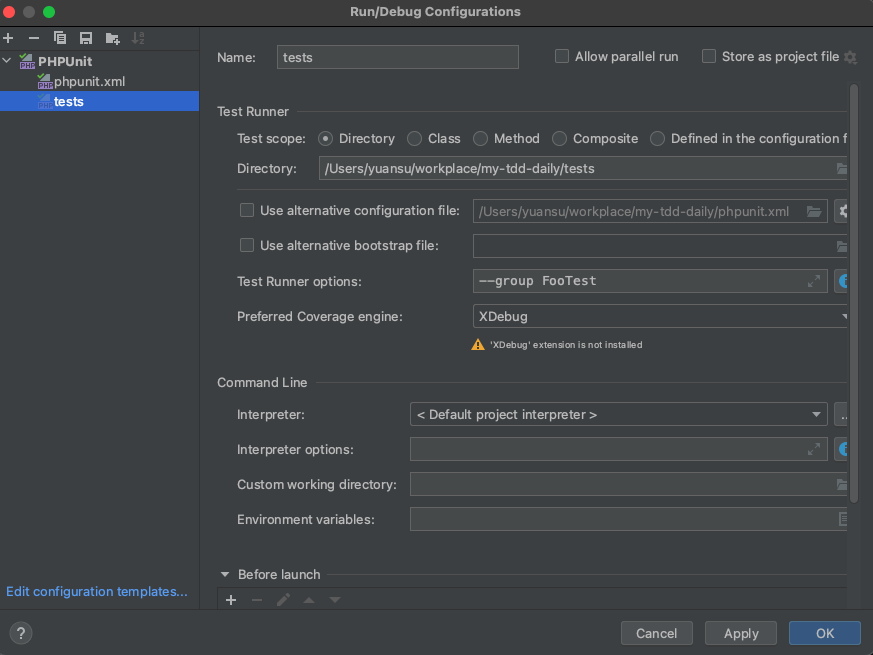 Run/Debug Configurations
PHPUnit
phpunit.xml
tests
Edit configuration templates...
Name: tests Allow parallel run Store as project file
Test Runner
Test scope: Directory Class Method Composite Defined in the configuration f
Directory: /Users/yuansu/workplace/my-tdd-daily/tests
Use alternative configuration file: /Users/yuansu/workplace/my-tdd-daily/phpunit.xml
Use alternative bootstrap file:
Test Runner options: --group FooTest
Preferred Coverage engine: XDebug
'XDebug' extension is not installed
Command Line
Interpreter: < Default project interpreter > ..
Interpreter options:
Custom working directory:
Environment variables:
Before launch
? Cancel Apply OK